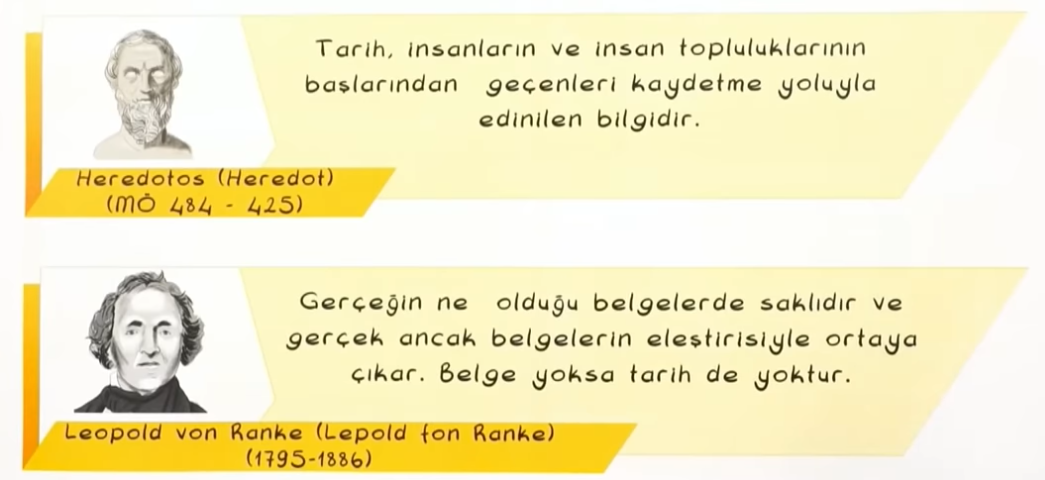 Tarih, insanların ve insan topluluklarının
başlarından geçenleri kaydetme yoluyla
edinilen bilgidir.
Heredotos (Heredot)
(MÖ 484 - 425)
Gerçeğin ne olduğu belgelerde saklıdır ve
gerçek ancak belgelerin eleştirisiyle ortaya
çıkar. Belge yoksa tarih de yoktur.
Leopold von Ranke (Lepold fon Ranke)
(1795-1886)